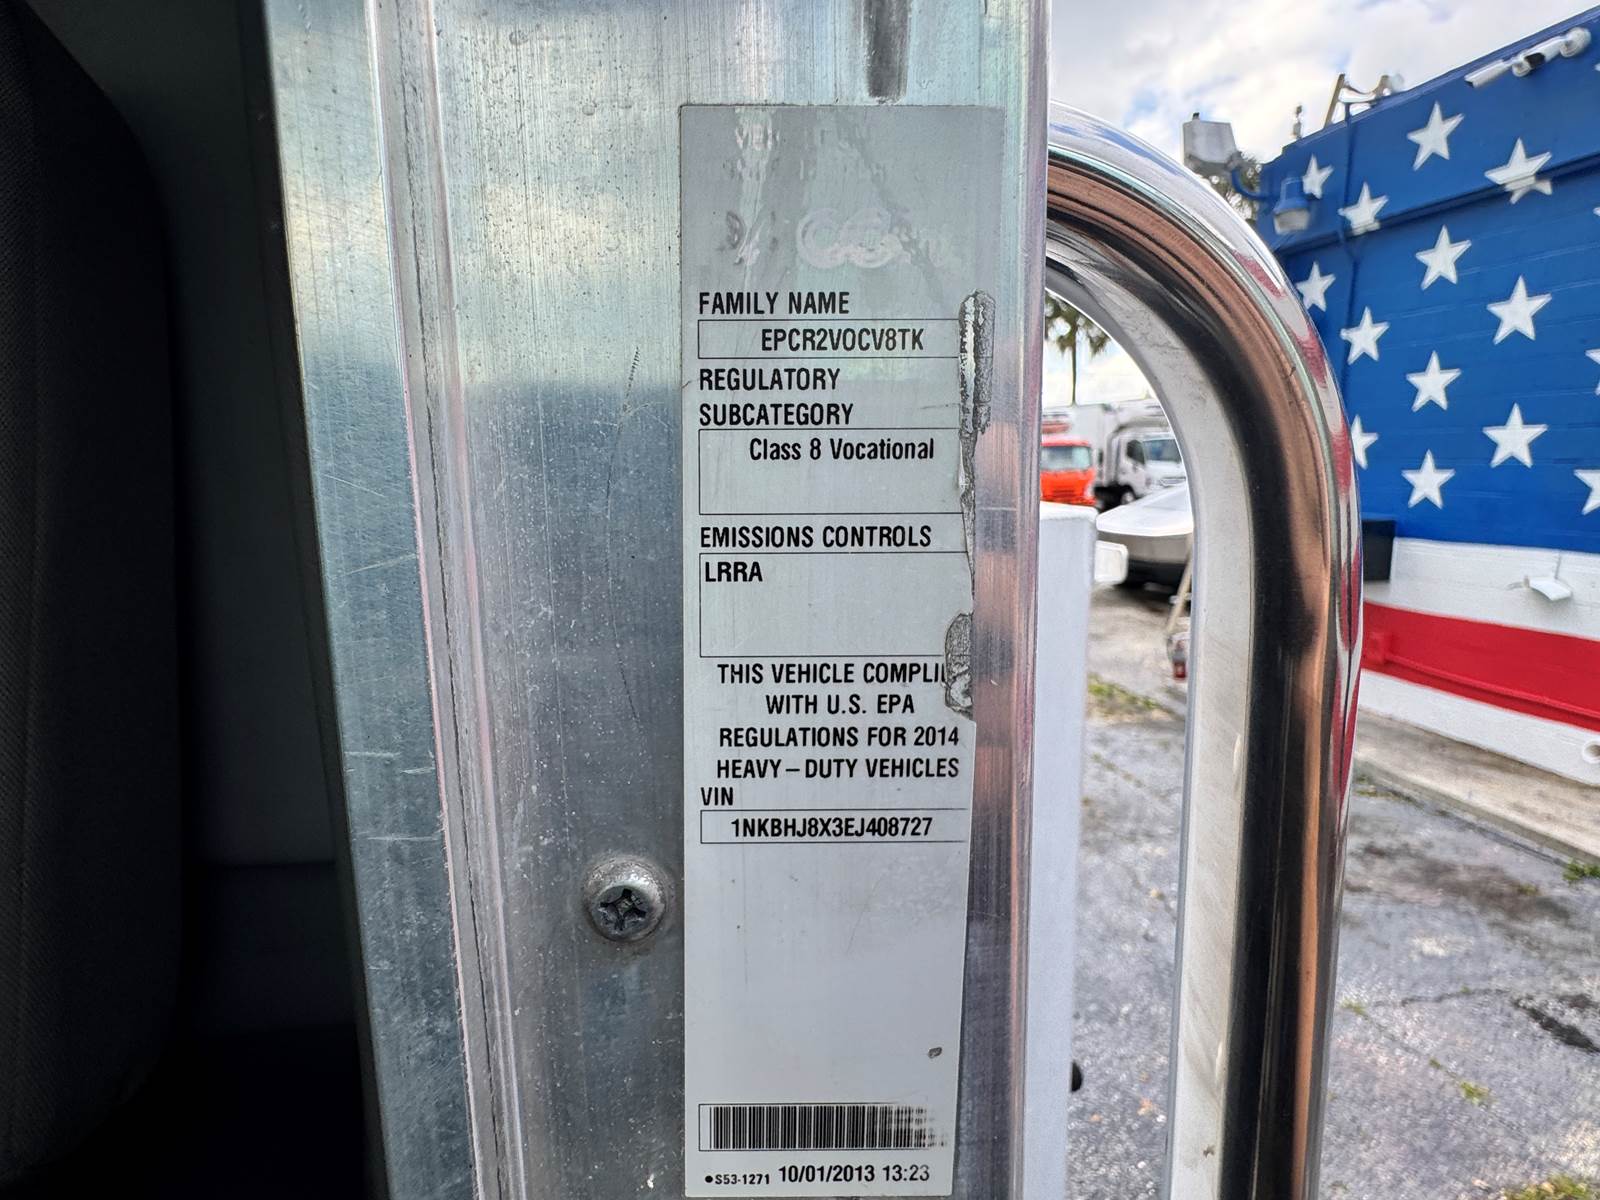 FAMILY NAME
EPCR2VOCV8TK
REGULATORY
SUBCATEGORY
Class 8 Vocational
EMISSIONS CONTROLS
LRRA
THIS VEHICLE COMPLI
WITH U.S. EPA
REGULATIONS FOR 2014
HEAVY-DUTY VEHICLES
VIN
1NKBHJ8X3EJ408727
•S53-1271 10/01/2013 13:23